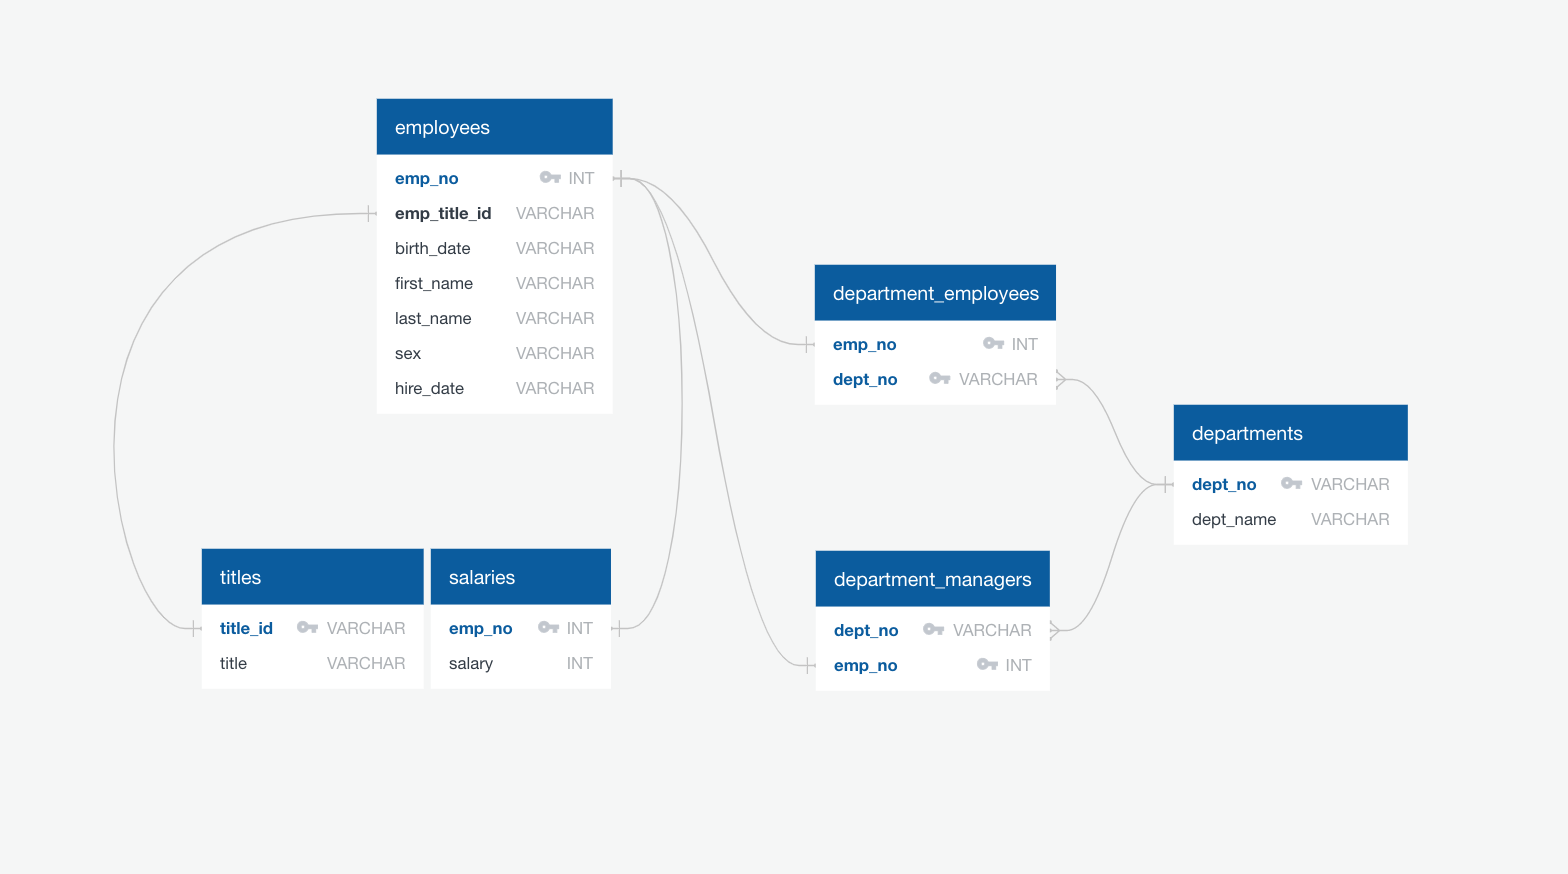 employees
emp_no INT
emp_title_id VARCHAR
birth_date VARCHAR
first_name VARCHAR
last_name VARCHAR
sex VARCHAR
hire_date VARCHAR
department_employees
emp_no INT
dept_no VARCHAR
departments
dept_no VARCHAR
dept_name VARCHAR
titles
title_id VARCHAR
title VARCHAR
salaries
emp_no INT
salary INT
department_managers
dept_no VARCHAR
emp_no INT